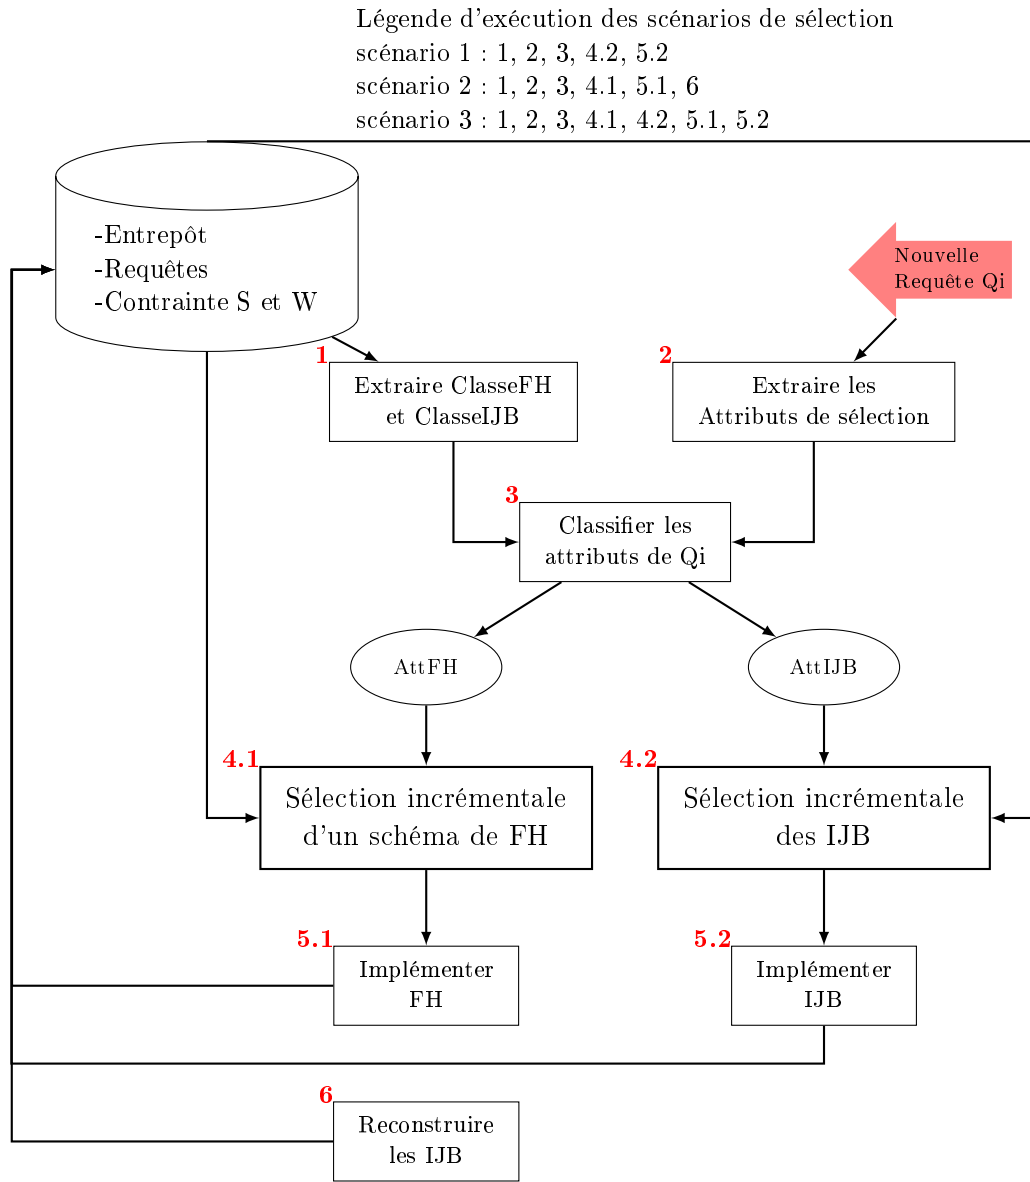 Légende d'exécution des scénarios de sélection
scénario 1 : 1, 2, 3, 4.2, 5.2
scénario 2 : 1, 2, 3, 4.1, 5.1, 6
scénario 3 : 1, 2, 3, 4.1, 4.2, 5.1, 5.2
-Entrepôt
-Requêtes
-Contrainte S et W
Nouvelle
Requête Qi
1
Extraire ClasseFH
et ClasseIJB
2
Extraire les
Attributs de sélection
3
Classifier les
attributs de Qi
AttFH
AttIJB
4.1
Sélection incrémentale
d'un schéma de FH
4.2
Sélection incrémentale
des IJB
5.1
Implémenter
FH
5.2
Implémenter
IJB
6
Reconstruire
les IJB